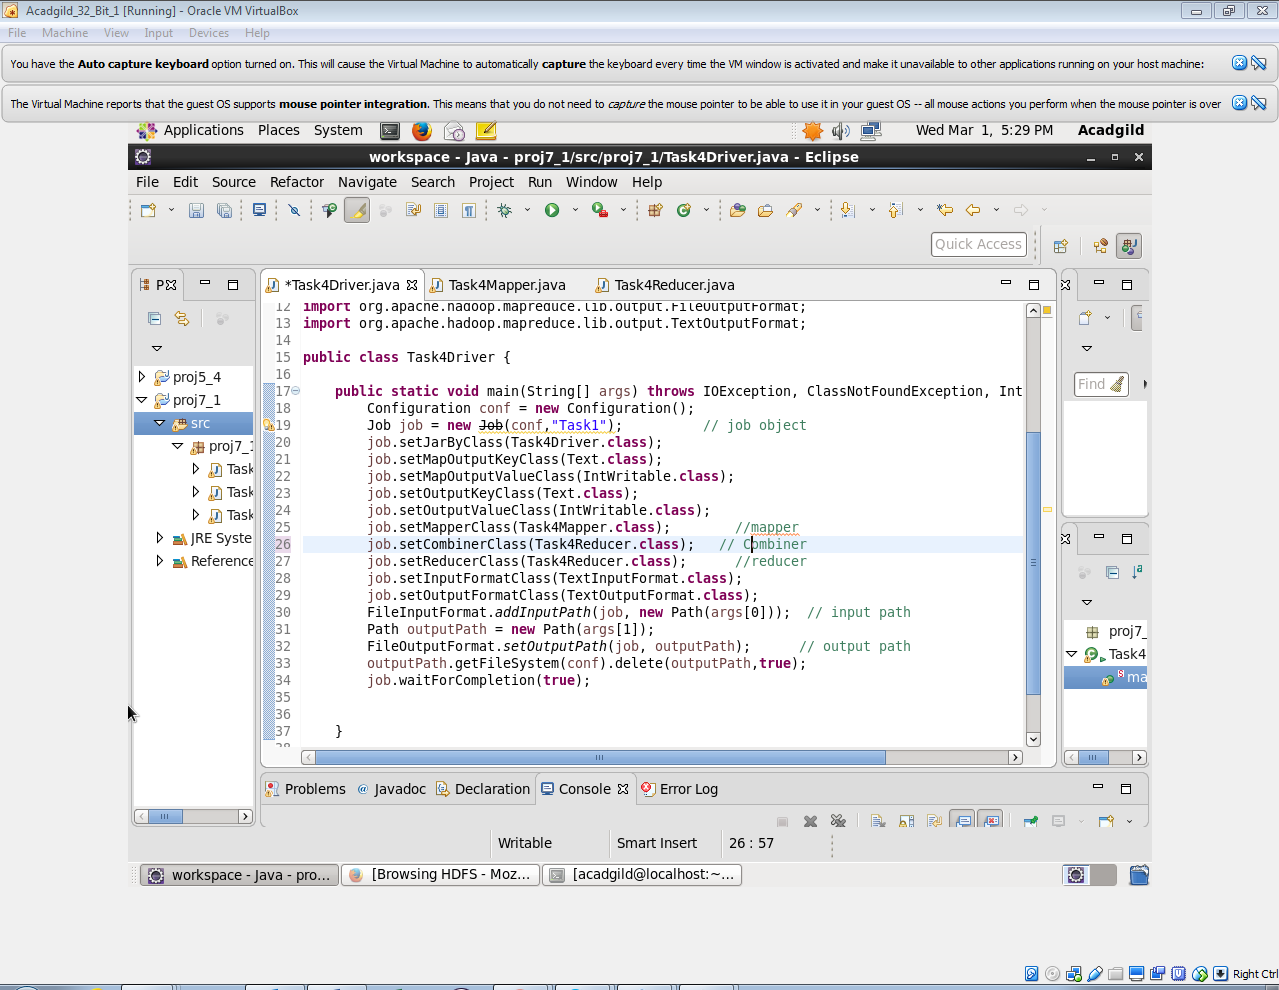 Acadgild_32_Bit_1 [Running] - Oracle VM VirtualBox
File Machine View Input Devices Help
You have the Auto capture keyboard option turned on. This will cause the Virtual Machine to automatically capture the keyboard every time the VM window is activated and make it unavailable to other applications running on your host machine:
The Virtual Machine reports that the guest OS supports mouse pointer integration. This means that you do not need to capture the mouse pointer to be able to use it in your guest OS -- all mouse actions you perform when the mouse pointer is over
Applications Places System Wed Mar 1, 5:29 PM Acadgild
workspace - Java - proj7_1/src/proj7_1/Task4Driver.java - Eclipse
File Edit Source Refactor Navigate Search Project Run Window Help
Quick Access
P *Task4Driver.java Task4Mapper.java Task4Reducer.java
proj5_4
proj7_1
src
proj7_1
Task
Task
Task
JRE Syste
Reference
12 import org.apache.hadoop.mapreduce.lib.output.FileOutputFormat;
13 import org.apache.hadoop.mapreduce.lib.output.TextOutputFormat;
14
15 public class Task4Driver {
16
17 public static void main(String[] args) throws IOException, ClassNotFoundException, Int
18 Configuration conf = new Configuration();
19 Job job = new Job(conf,"Task1"); // job object
20 job.setJarByClass(Task4Driver.class);
21 job.setMapOutputKeyClass(Text.class);
22 job.setMapOutputValueClass(IntWritable.class);
23 job.setOutputKeyClass(Text.class);
24 job.setOutputValueClass(IntWritable.class);
25 job.setMapperClass(Task4Mapper.class); //mapper
26 job.setCombinerClass(Task4Reducer.class); // Combiner
27 job.setReducerClass(Task4Reducer.class); //reducer
28 job.setInputFormatClass(TextInputFormat.class);
29 job.setOutputFormatClass(TextOutputFormat.class);
30 FileInputFormat.addInputPath(job, new Path(args[0])); // input path
31 Path outputPath = new Path(args[1]);
32 FileOutputFormat.setOutputPath(job, outputPath); // output path
33 outputPath.getFileSystem(conf).delete(outputPath,true);
34 job.waitForCompletion(true);
35
36
37 }
38
Find
proj7_
Task4
ma
Problems @ Javadoc Declaration Console Error Log
Writable Smart Insert 26 : 57
workspace - Java - pro... [Browsing HDFS - Moz... [acadgild@localhost:~...
Right Ctrl